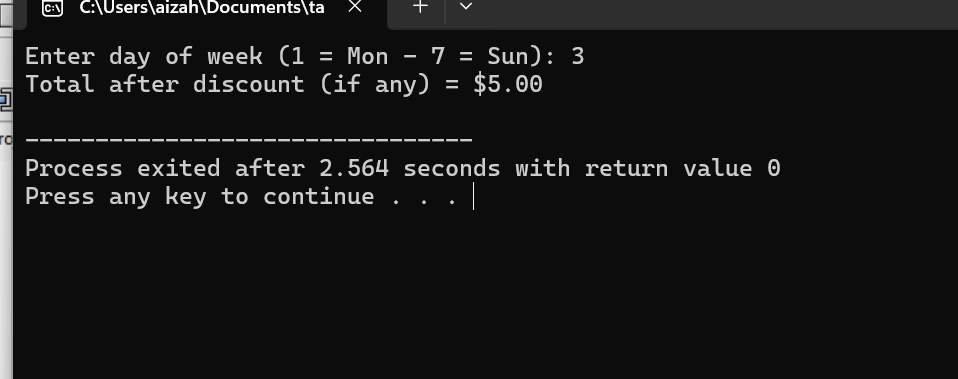 C:\Users\aizah\Documents\ta
Enter day of week (1 = Mon - 7 = Sun): 3
Total after discount (if any) = $5.00
--------------------------------
Process exited after 2.564 seconds with return value 0
Press any key to continue . . .